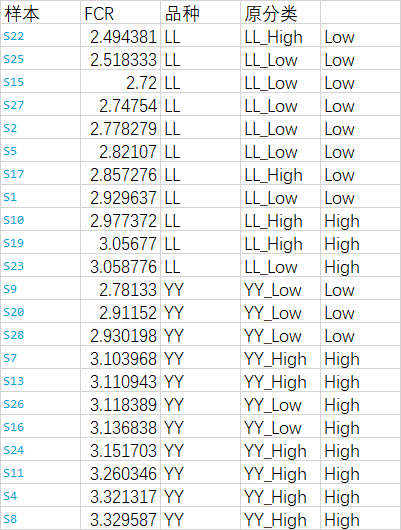 样本 FCR 品种 原分类
S22 2.494381 LL LL_High Low
S25 2.518333 LL LL_Low Low
S15 2.72 LL LL_Low Low
S27 2.74754 LL LL_Low Low
S2 2.778279 LL LL_Low Low
S5 2.82107 LL LL_Low Low
S17 2.857276 LL LL_High Low
S1 2.929637 LL LL_Low Low
S10 2.977372 LL LL_High High
S19 3.05677 LL LL_High High
S23 3.058776 LL LL_Low High
S9 2.78133 YY YY_Low Low
S20 2.91152 YY YY_Low Low
S28 2.930198 YY YY_Low Low
S7 3.103968 YY YY_High High
S13 3.110943 YY YY_High High
S26 3.118389 YY YY_Low High
S16 3.136838 YY YY_Low High
S24 3.151703 YY YY_High High
S11 3.260346 YY YY_High High
S4 3.321317 YY YY_High High
S8 3.329587 YY YY_High High